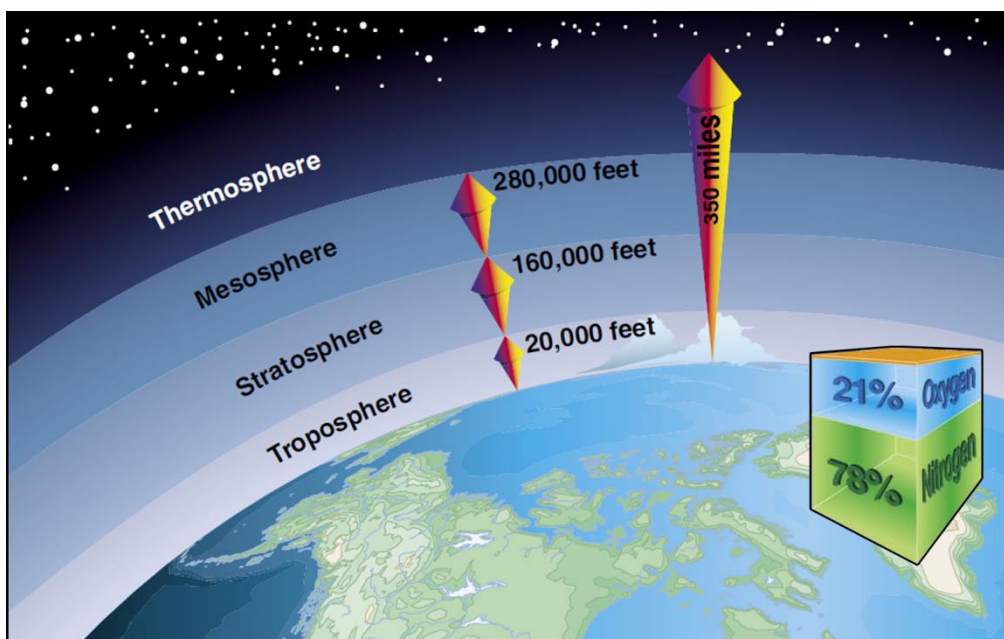 Thermosphere
280,000 feet
350 miles
Mesosphere
160,000 feet
Stratosphere
20,000 feet
Troposphere
21% Oxygen
78% Nitrogen